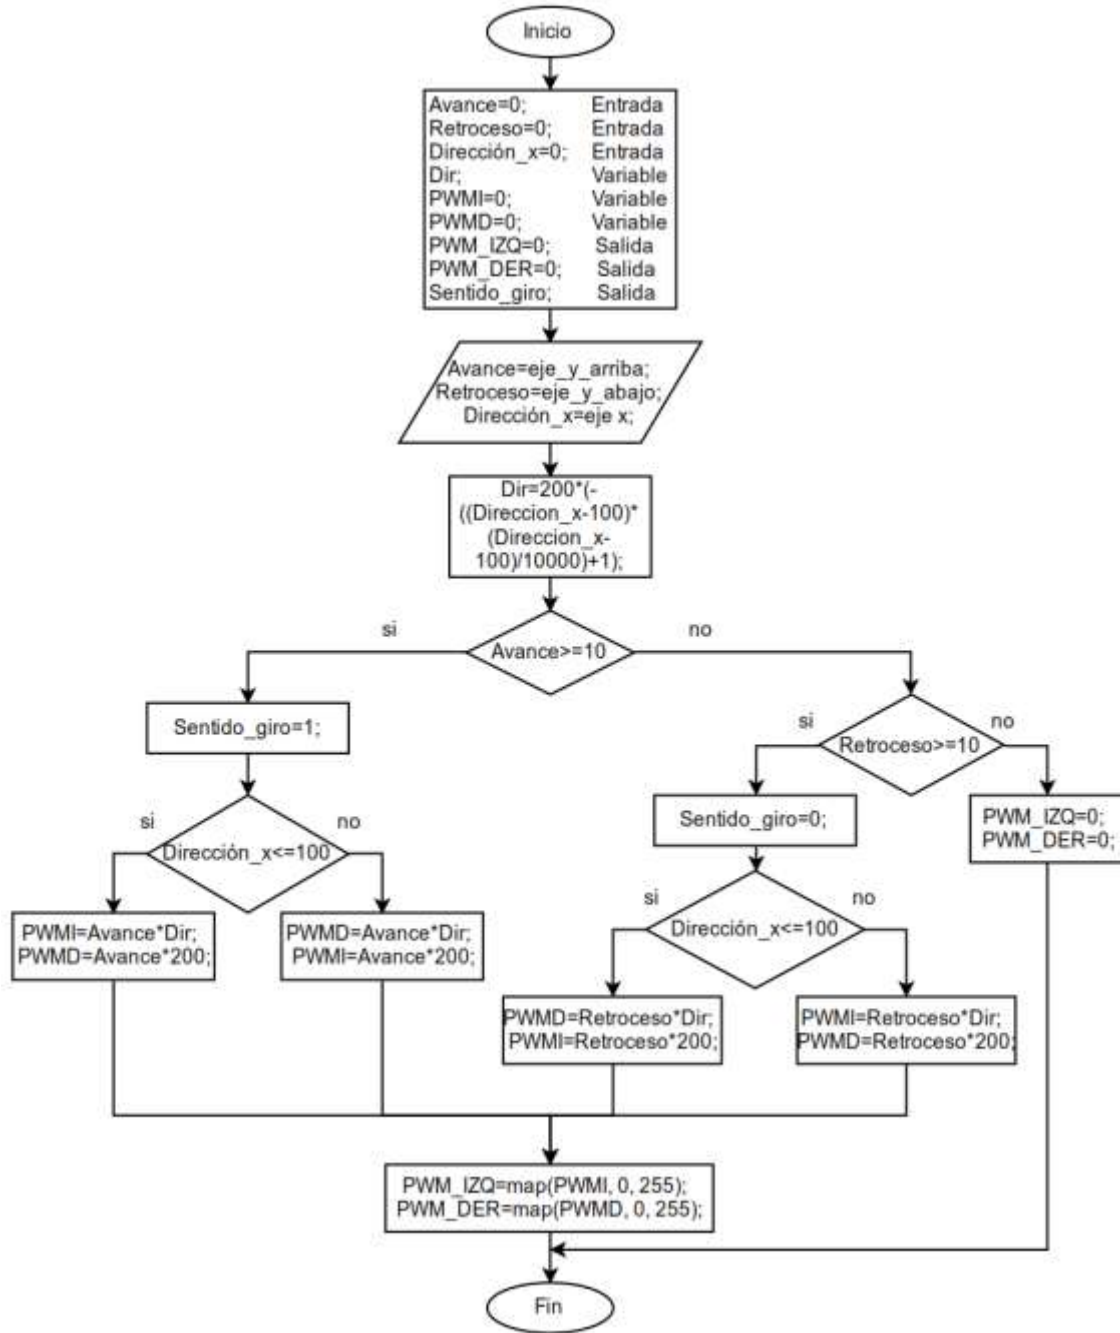 Inicio
Avance=0; Entrada
Retroceso=0; Entrada
Dirección_x=0; Entrada
Dir; Variable
PWMI=0; Variable
PWMD=0; Variable
PWM_IZQ=0; Salida
PWM_DER=0; Salida
Sentido_giro; Salida
Avance=eje_y_arriba;
Retroceso=eje_y_abajo;
Dirección_x=eje x;
Dir=200*(-
((Direccion_x-100)*
(Direccion_x-
100)/10000)+1);
si
no
Avance>=10
Sentido_giro=1;
si
no
Retroceso>=10
Sentido_giro=0;
PWM_IZQ=0;
PWM_DER=0;
si
no
Dirección_x<=100
PWMI=Avance*Dir;
PWMD=Avance*200;
PWMD=Avance*Dir;
PWMI=Avance*200;
si
no
Dirección_x<=100
PWMD=Retroceso*Dir;
PWMI=Retroceso*200;
PWMI=Retroceso*Dir;
PWMD=Retroceso*200;
PWM_IZQ=map(PWMI, 0, 255);
PWM_DER=map(PWMD, 0, 255);
Fin